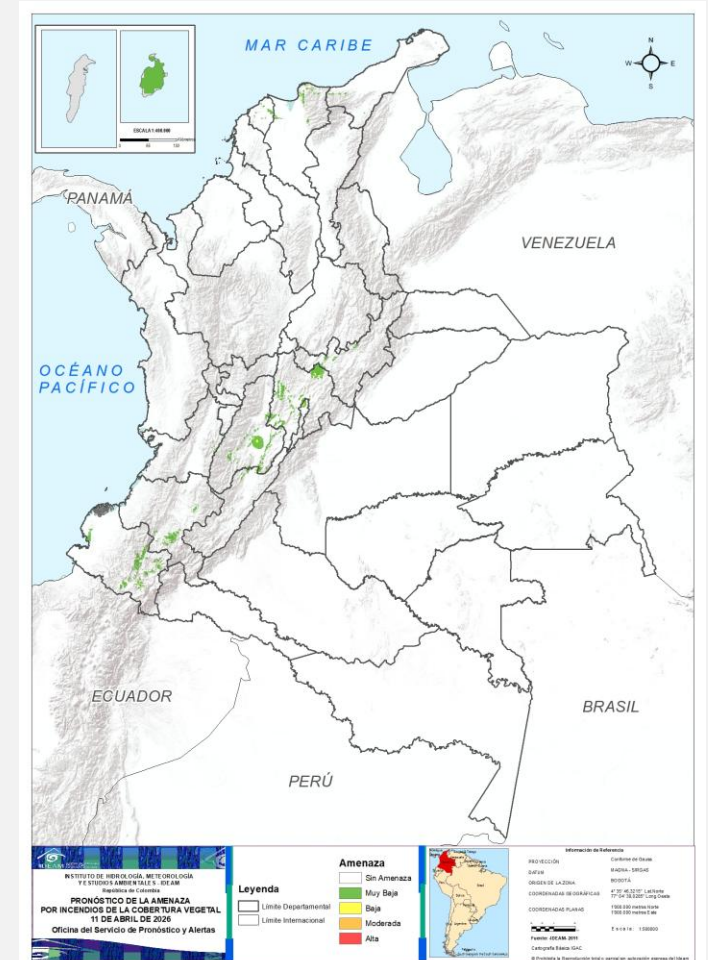 MAR CARIBE
N
W
E
S
ESCALA 1:400.000
PANAMÁ
VENEZUELA
OCÉANO
PACÍFICO
ECUADOR
BRASIL
PERÚ
IDEAM
INSTITUTO DE HIDROLOGÍA, METEOROLOGÍA
Y ESTUDIOS AMBIENTALES - IDEAM
República de Colombia
PRONÓSTICO DE LA AMENAZA
POR INCENDIOS DE LA COBERTURA VEGETAL
11 DE ABRIL DE 2026
Oficina del Servicio de Pronóstico y Alertas
Leyenda
Límite Departamental
Límite Internacional
Amenaza
Sin Amenaza
Muy Baja
Baja
Moderada
Alta
Información de Referencia
PROYECCIÓN
Conforme de Gauss
DATUM
MAGNA - SIRGAS
ORIGEN DE LA ZONA
BOGOTÁ
COORDENADAS GEOGRÁFICAS
COORDENADAS PLANAS
1'000.000 metros Norte
1'000.000 metros Este
Fuente: IDEAM
Cartografía Básica: IGAC